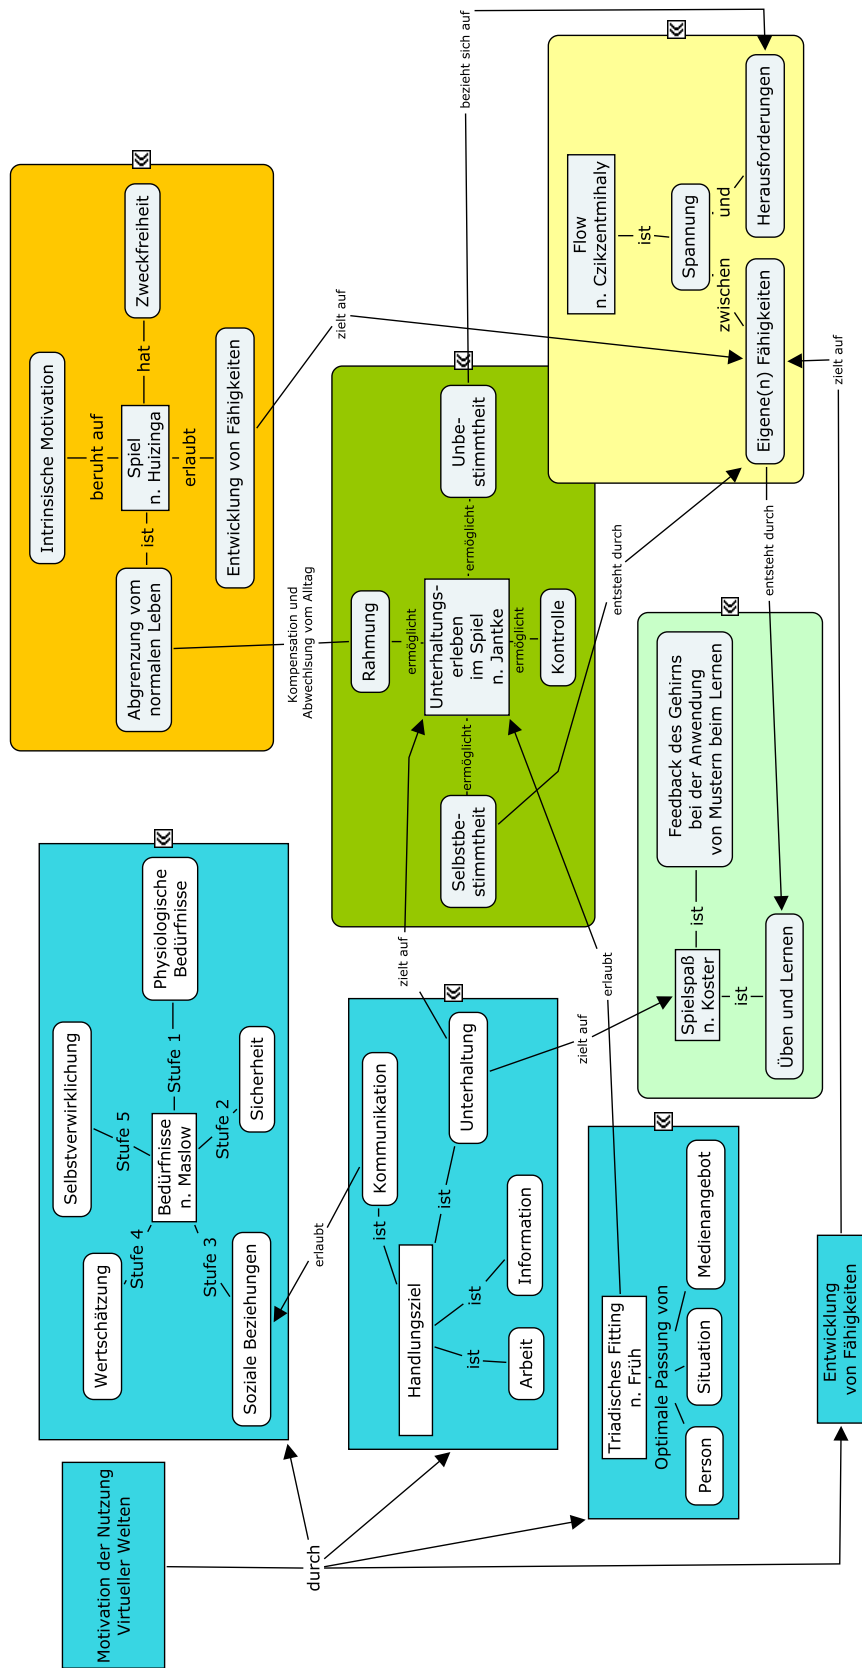 Motivation der Nutzung
Virtueller Welten
durch
Wertschätzung
Stufe 4
Selbstverwirklichung
Stufe 5
Bedürfnisse
n. Maslow
Stufe 1
Physiologische
Bedürfnisse
Stufe 2
Sicherheit
Stufe 3
Soziale Beziehungen
erlaubt
Kommunikation
ist
Handlungsziel
ist
Unterhaltung
ist
Information
ist
Arbeit
zielt auf
zielt auf
Triadisches Fitting
n. Früh
Optimale Passung von
Person
Situation
Medienangebot
erlaubt
Entwicklung
von Fähigkeiten
zielt auf
Intrinsische Motivation
beruht auf
Abgrenzung vom
normalen Leben
ist
Spiel
n. Huizinga
hat
Zweckfreiheit
erlaubt
Entwicklung von Fähigkeiten
zielt auf
Kompensation und
Abwechlsung vom Alltag
Rahmung
ermöglicht
Selbstbe-
stimmtheit
ermöglicht
Unterhaltungs-
erleben
im Spiel
n. Jantke
ermöglicht
Unbe-
stimmtheit
ermöglicht
Kontrolle
entsteht durch
bezieht sich auf
Flow
n. Czikzentmihaly
ist
Spannung
zwischen
und
Eigene(n) Fähigkeiten
Herausforderungen
entsteht durch
Spielspaß
n. Koster
ist
Feedback des Gehirns
bei der Anwendung
von Mustern beim Lernen
ist
Üben und Lernen